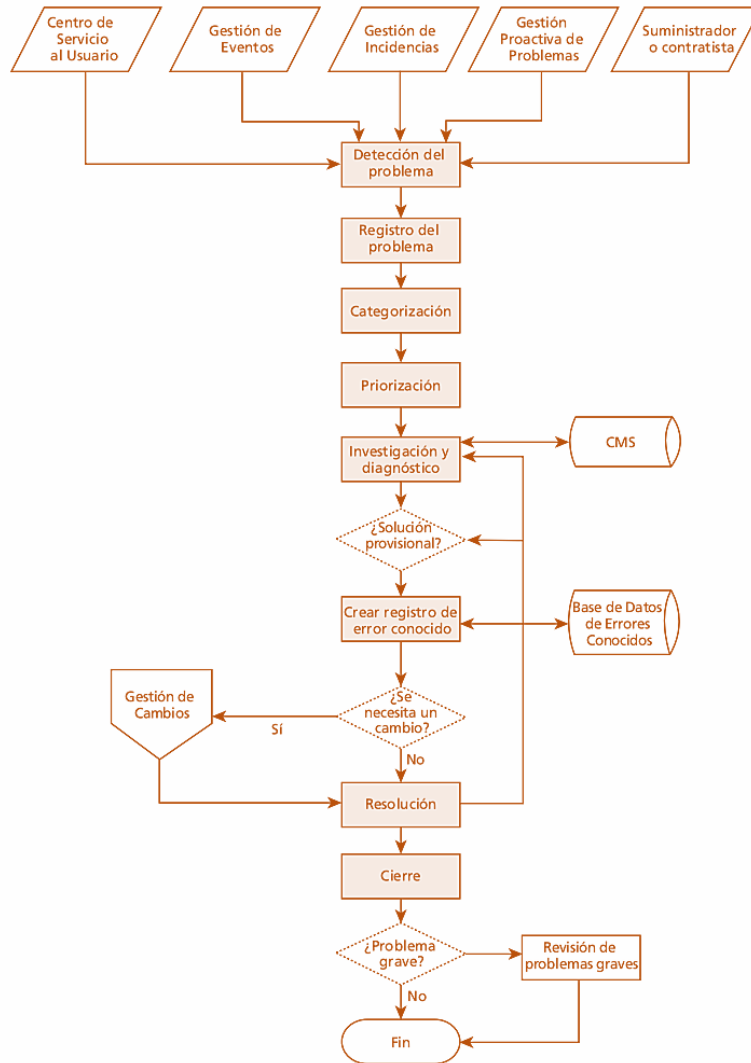 Centro de
Servicio
al Usuario
Gestión de
Eventos
Gestión de
Incidencias
Gestión
Proactiva de
Problemas
Suministrador
o contratista
Detección del
problema
Registro del
problema
Categorización
Priorización
Investigación y
diagnóstico
CMS
¿Solución
provisional?
Crear registro de
error conocido
Base de Datos
de Errores
Conocidos
Gestión de
Cambios
¿Se
necesita un
cambio?
Sí
No
Resolución
Cierre
¿Problema
grave?
Revisión de
problemas graves
No
Fin